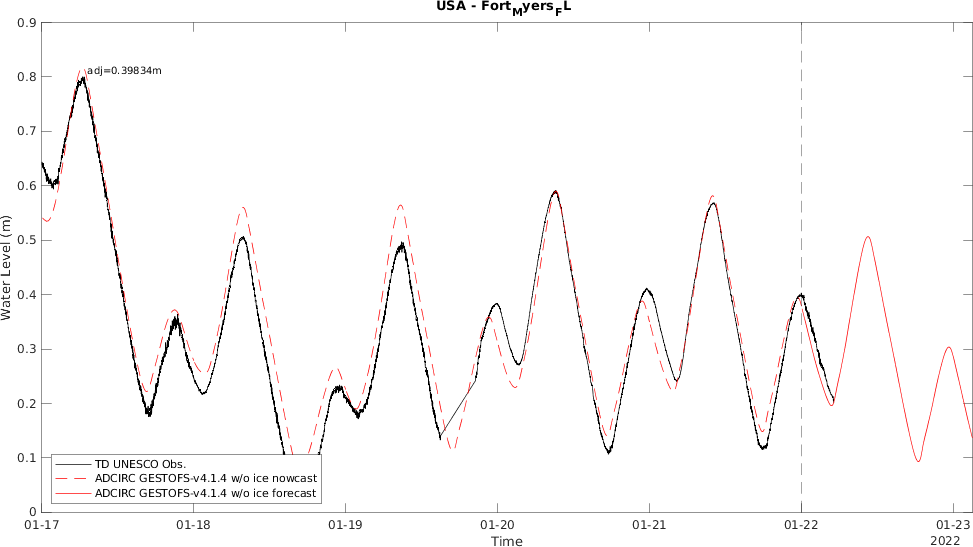 USA - Fort_Myers_FL
0.9
0.8
0.7
0.6
0.5
0.4
0.3
0.2
0.1
0
Water Level (m)
adj=0.39834m
TD UNESCO Obs.
ADCIRC GESTOFS-v4.1.4 w/o ice nowcast
ADCIRC GESTOFS-v4.1.4 w/o ice forecast
01-17 01-18 01-19 01-20 01-21 01-22 01-23
Time
2022